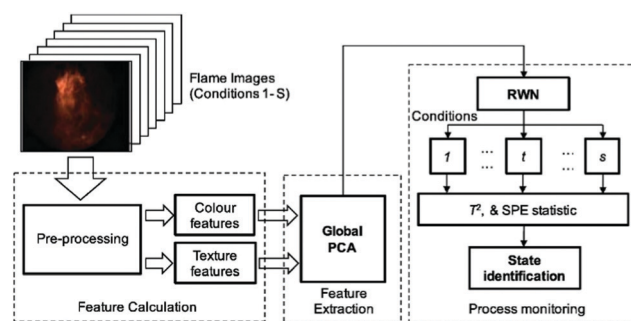 Flame Images
(Conditions 1- S)
Pre-processing
Colour
features
Texture
features
Feature Calculation
Global
PCA
Feature
Extraction
RWN
Conditions
1
...
...
t
...
...
s
T², & SPE statistic
State
identification
Process monitoring